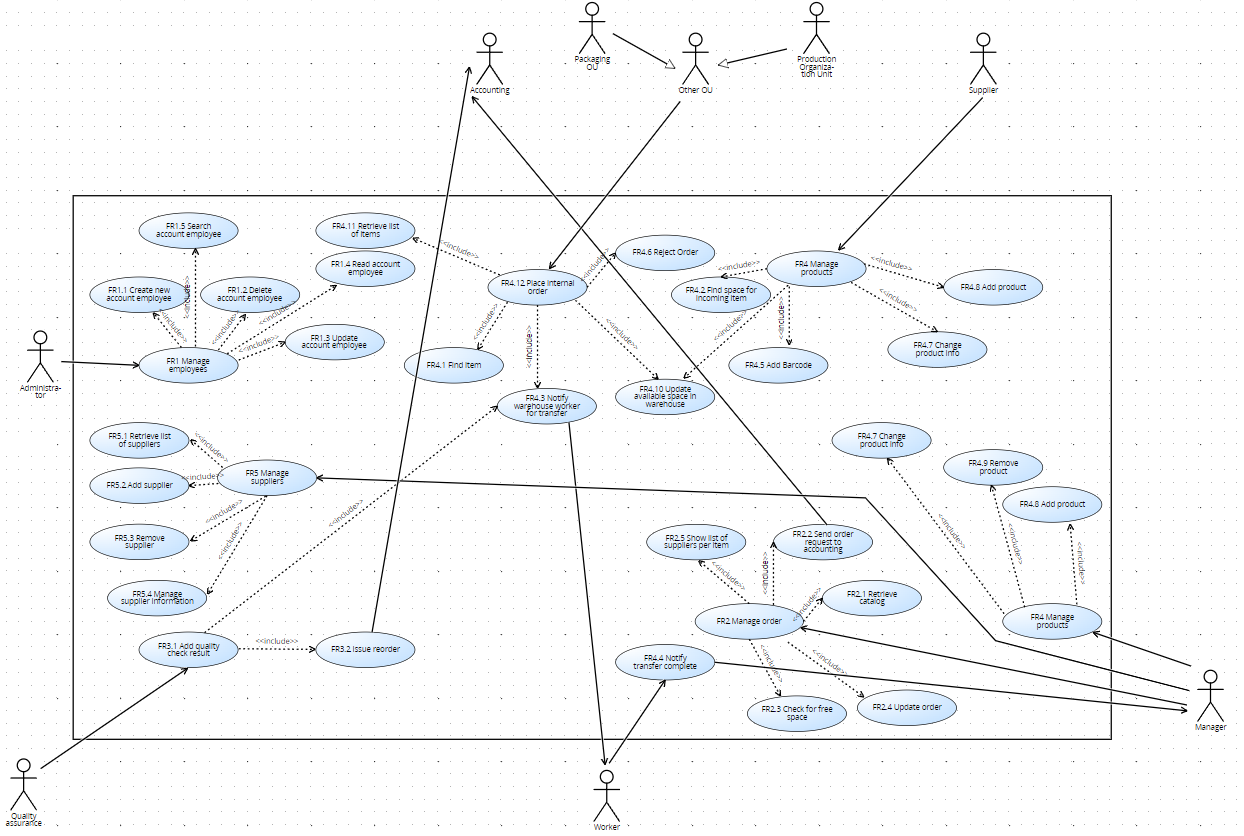 Packaging
OU
Production
Organiza-
tion Unit
Accounting
Other OU
Supplier
FR1.5 Search
account employee
FR4.11 Retrieve list
of items
<<include>>
FR4.6 Reject Order
<<include>>
FR4 Manage
products
<<include>>
<<include>>
FR1.4 Read account
employee
FR4.12 Place internal
order
<<include>>
FR4.2 Find space for
incoming item
FR4.8 Add product
FR1.1 Create new
account employee
<<include>>
FR1.2 Delete
account employee
<<include>>
<<include>>
<<include>>
<<include>>
<<include>>
<<include>>
<<include>>
<<include>>
<<include>>
<<include>>
<<include>>
FR1.3 Update
account employee
FR4.7 Change
product info
FR1 Manage
employees
FR4.1 Find item
FR4.5 Add Barcode
Administra-
tor
FR4.3 Notify
warehouse worker
for transfer
FR4.10 Update
available space in
warehouse
FR5.1 Retrieve list
of suppliers
<<include>>
FR4.7 Change
product info
FR5 Manage
suppliers
<<include>>
FR4.9 Remove
product
FR5.2 Add supplier
FR4.8 Add product
<<include>>
<<include>>
<<include>>
<<include>>
<<include>>
<<include>>
FR5.3 Remove
supplier
FR2.5 Show list of
suppliers per item
FR2.2 Send order
request to
accounting
<<include>>
<<include>>
<<include>>
FR5.4 Manage
supplier information
FR2.1 Retrieve
catalog
<<include>>
FR2 Manage order
FR4 Manage
products
FR3.1 Add quality
check result
<<include>>
FR3.2 Issue reorder
FR4.4 Notify
transfer complete
<<include>>
<<include>>
FR2.3 Check for free
space
FR2.4 Update order
Manager
Quality
assurance
Worker